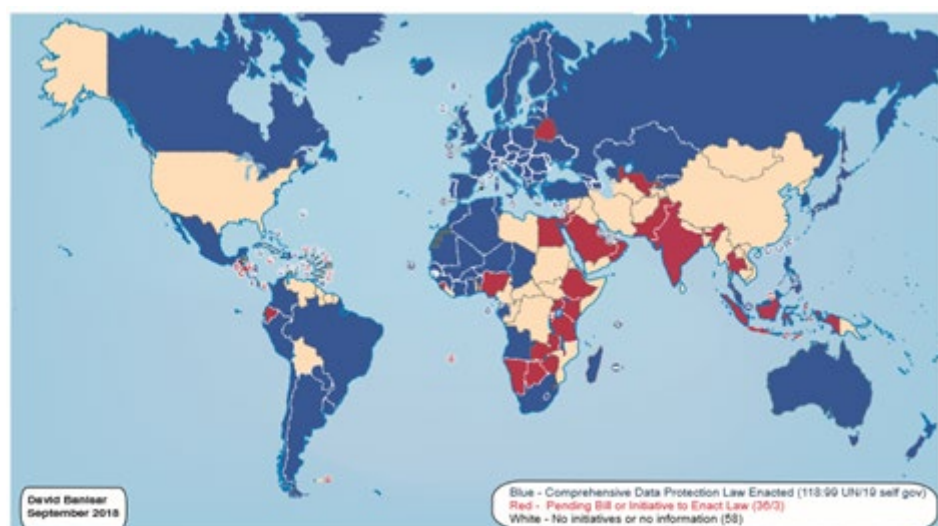 David Banisar
September 2018
Blue - Comprehensive Data Protection Law Enacted (118:99 UN/19 self gov)
Red - Pending Bill or Initiative to Enact Law (36/3)
White - No initiatives or no information (58)